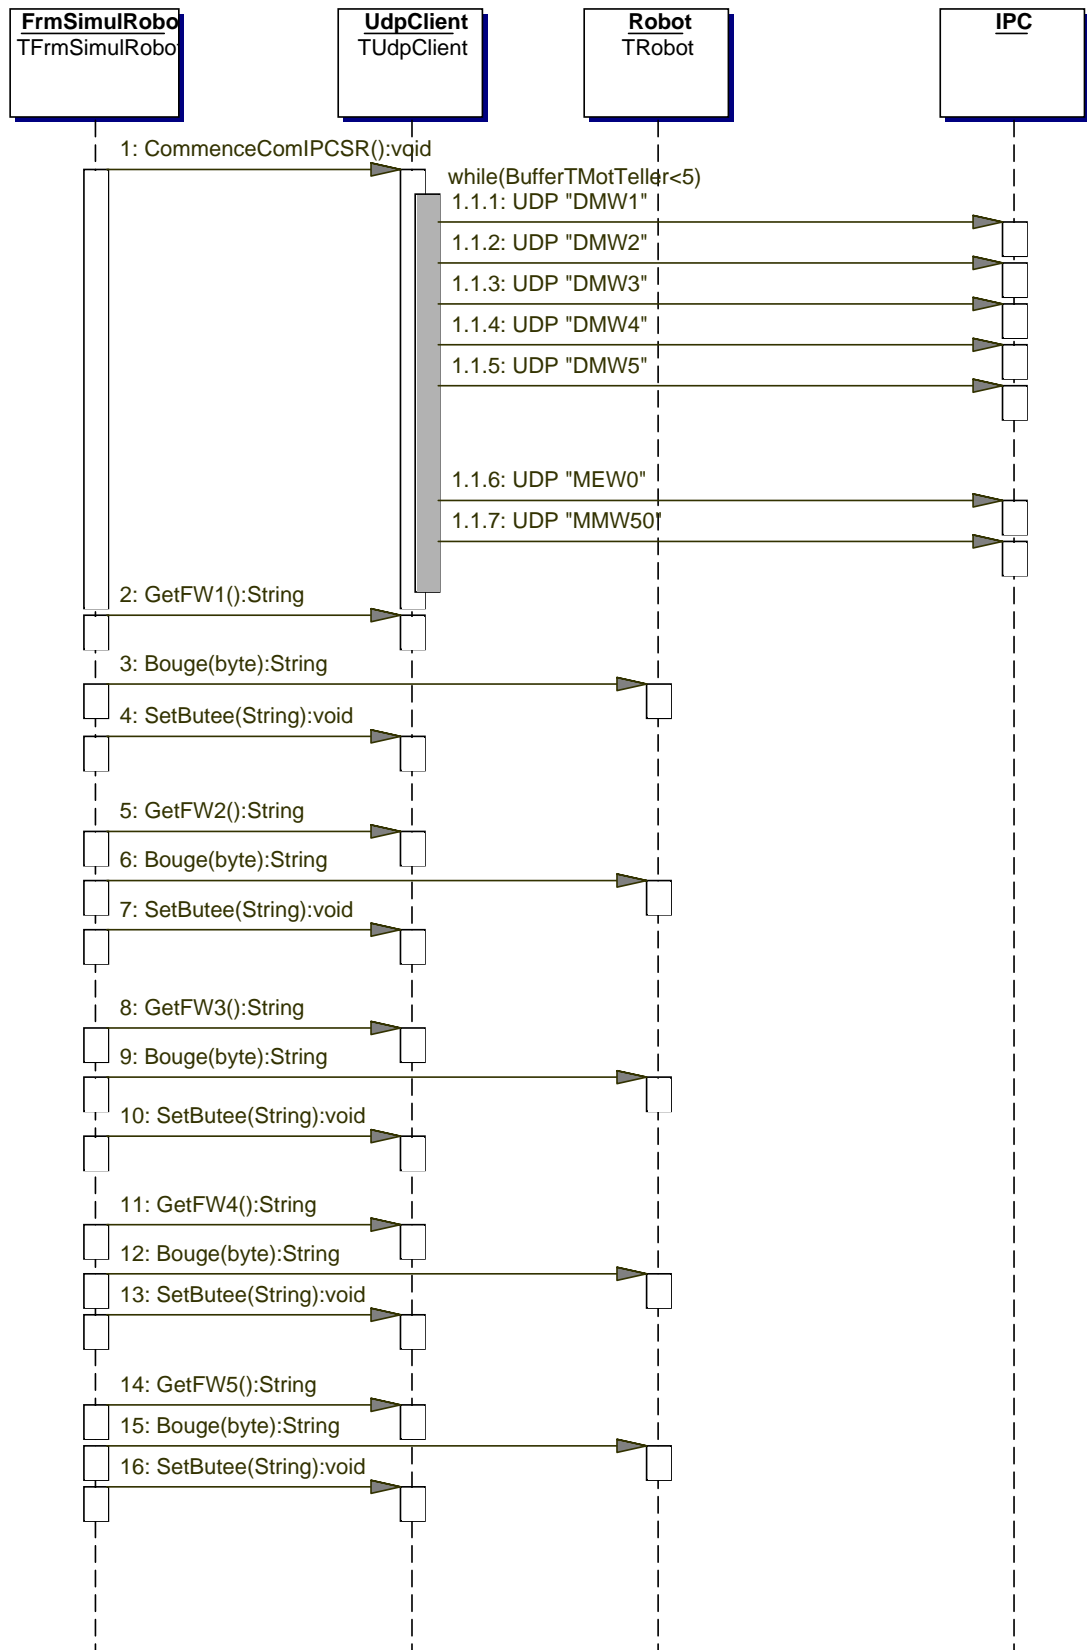 FrmSimulRobo
TFrmSimulRobot
UdpClient
TUdpClient
Robot
TRobot
IPC
1: CommenceComIPCSR():void
while(BufferTMotTeller<5)
1.1.1: UDP "DMW1"
1.1.2: UDP "DMW2"
1.1.3: UDP "DMW3"
1.1.4: UDP "DMW4"
1.1.5: UDP "DMW5"
1.1.6: UDP "MEW0"
1.1.7: UDP "MMW50"
2: GetFW1():String
3: Bouge(byte):String
4: SetButee(String):void
5: GetFW2():String
6: Bouge(byte):String
7: SetButee(String):void
8: GetFW3():String
9: Bouge(byte):String
10: SetButee(String):void
11: GetFW4():String
12: Bouge(byte):String
13: SetButee(String):void
14: GetFW5():String
15: Bouge(byte):String
16: SetButee(String):void